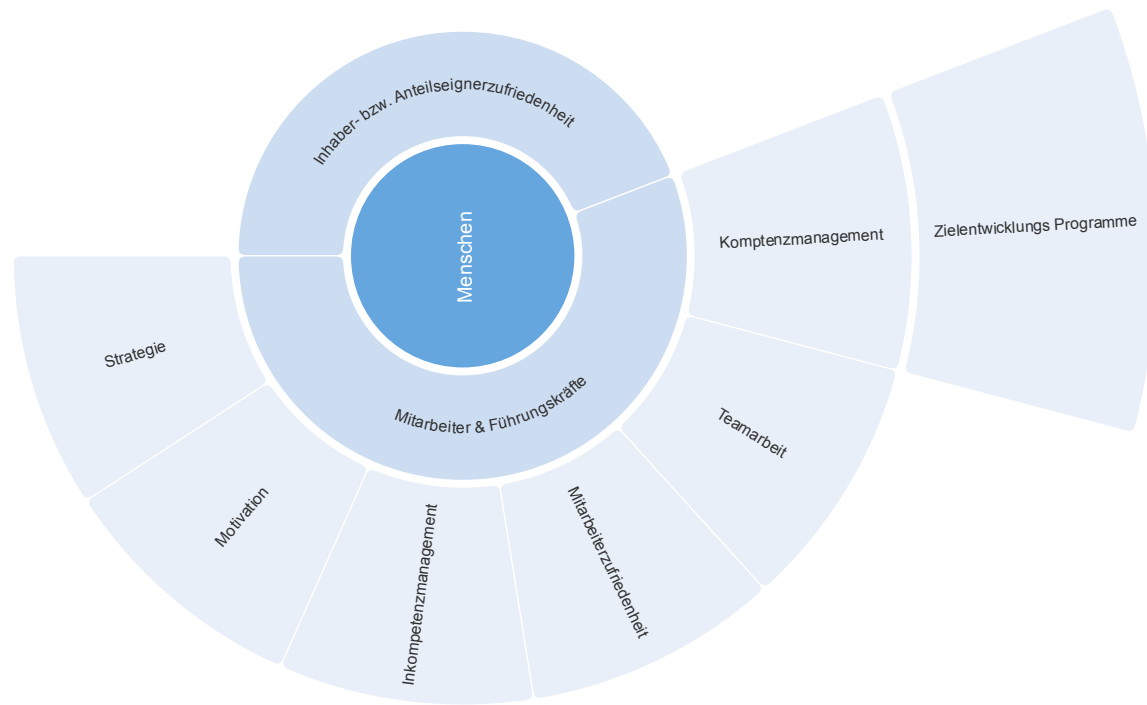 Inhaber- bzw. Anteilseignerzufriedenheit
Menschen
Mitarbeiter & Führungskräfte
Komptenzmanagement
Zielentwicklungs Programme
Teamarbeit
Mitarbeiterzufriedenheit
Inkompetenzmanagement
Motivation
Strategie